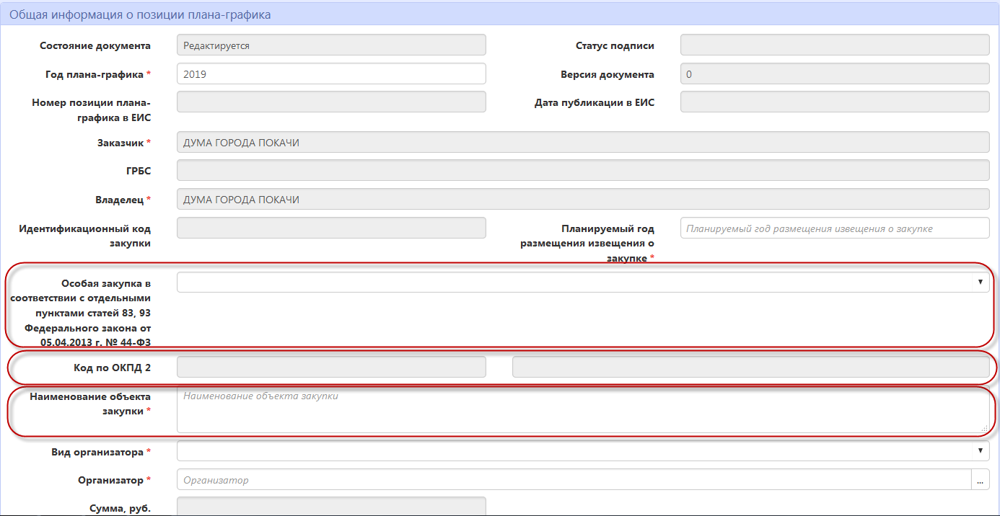 Общая информация о позиции плана-графика
Состояние документа
Редактируется
Статус подписи
Год плана-графика *
2019
Версия документа
0
Номер позиции плана-
графика в ЕИС
Дата публикации в ЕИС
Заказчик *
ДУМА ГОРОДА ПОКАЧИ
ГРБС
Владелец *
ДУМА ГОРОДА ПОКАЧИ
Идентификационный код
закупки
Планируемый год
размещения извещения о
закупке *
Планируемый год размещения извещения о закупке
Особая закупка в
соответствии с отдельными
пунктами статей 83, 93
Федерального закона от
05.04.2013 г. № 44-ФЗ
Код по ОКПД 2
Наименование объекта
закупки *
Наименование объекта закупки
Вид организатора *
Организатор *
Организатор
...
Сумма, руб.